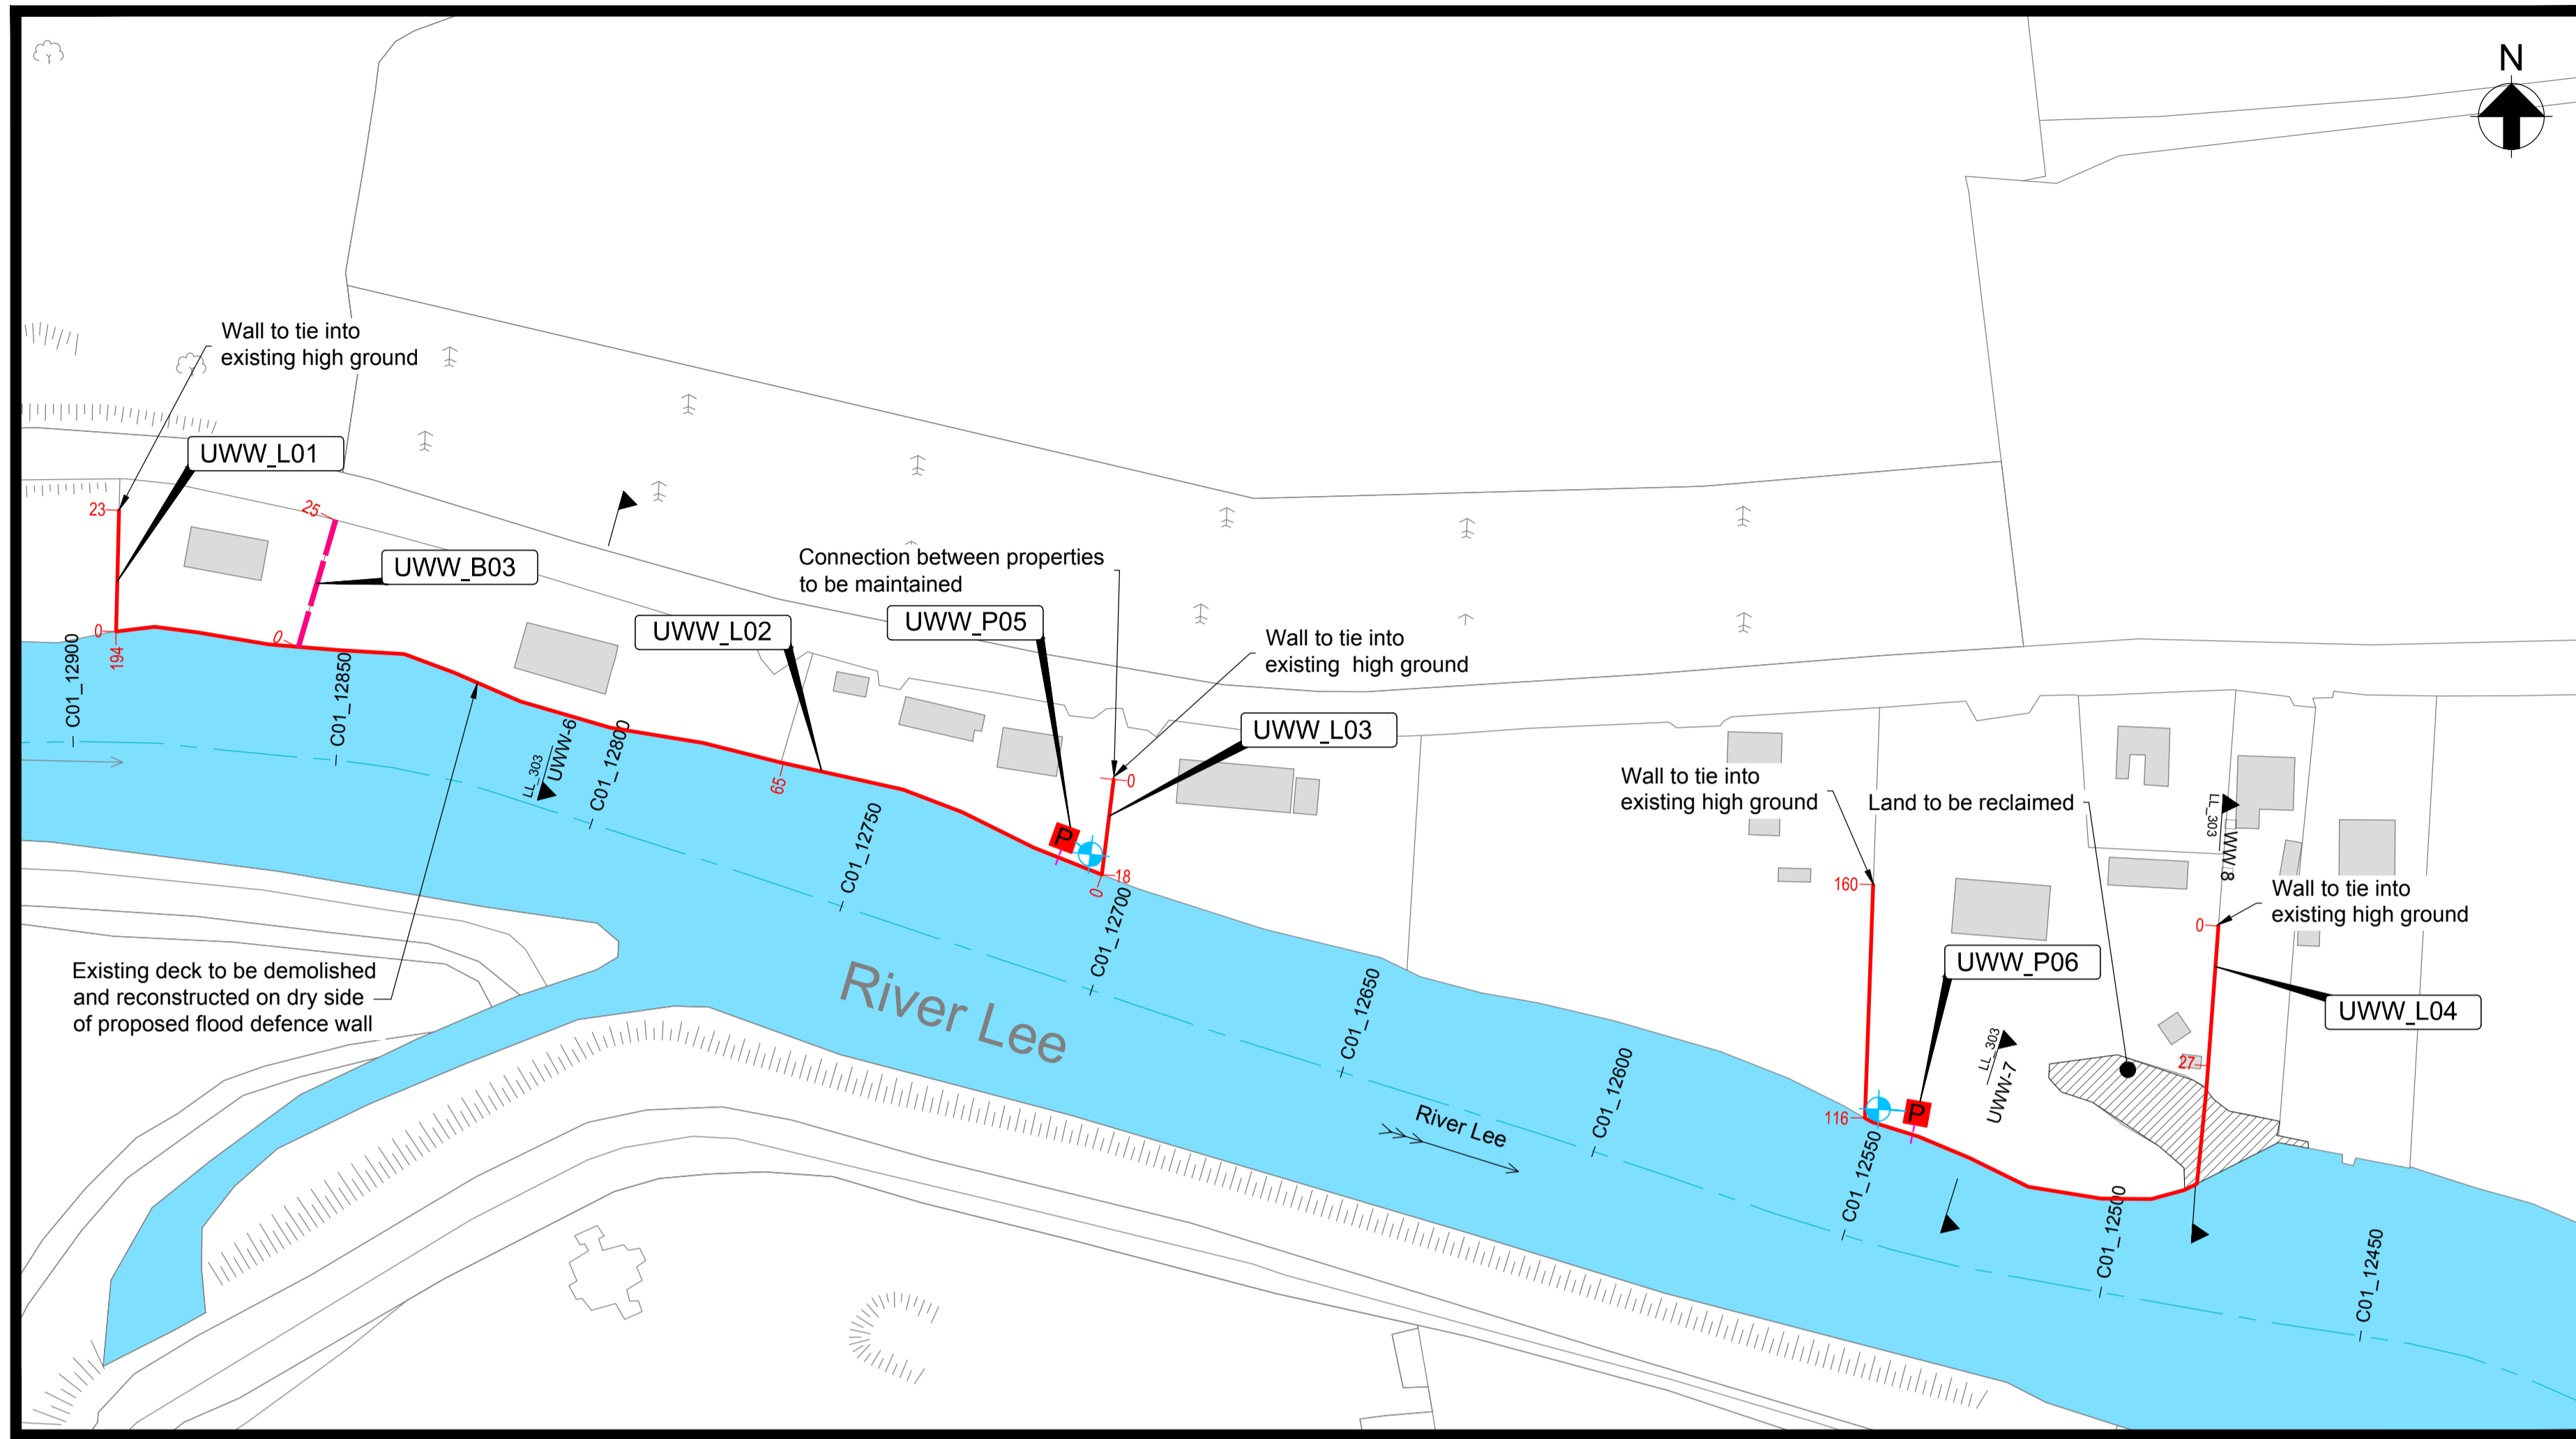 N
Wall to tie into
existing high ground
UWW_L01
23
25
UWW_B03
Connection between properties
to be maintained
UWW_P05
UWW_L02
Wall to tie into
existing high ground
UWW_L03
0
194
0
C01_12900
C01_12850
LL_303
UWW-6
C01_12800
65
C01_12750
P
0
18
0
C01_12700
Wall to tie into
existing high ground
Land to be reclaimed
LL_303
WW-8
160
Wall to tie into
existing high ground
0
UWW_L04
UWW_P06
Existing deck to be demolished
and reconstructed on dry side
of proposed flood defence wall
River Lee
C01_12650
C01_12600
River Lee
116
P
LL_303
UWW-7
27
C01_12550
C01_12500
C01_12450